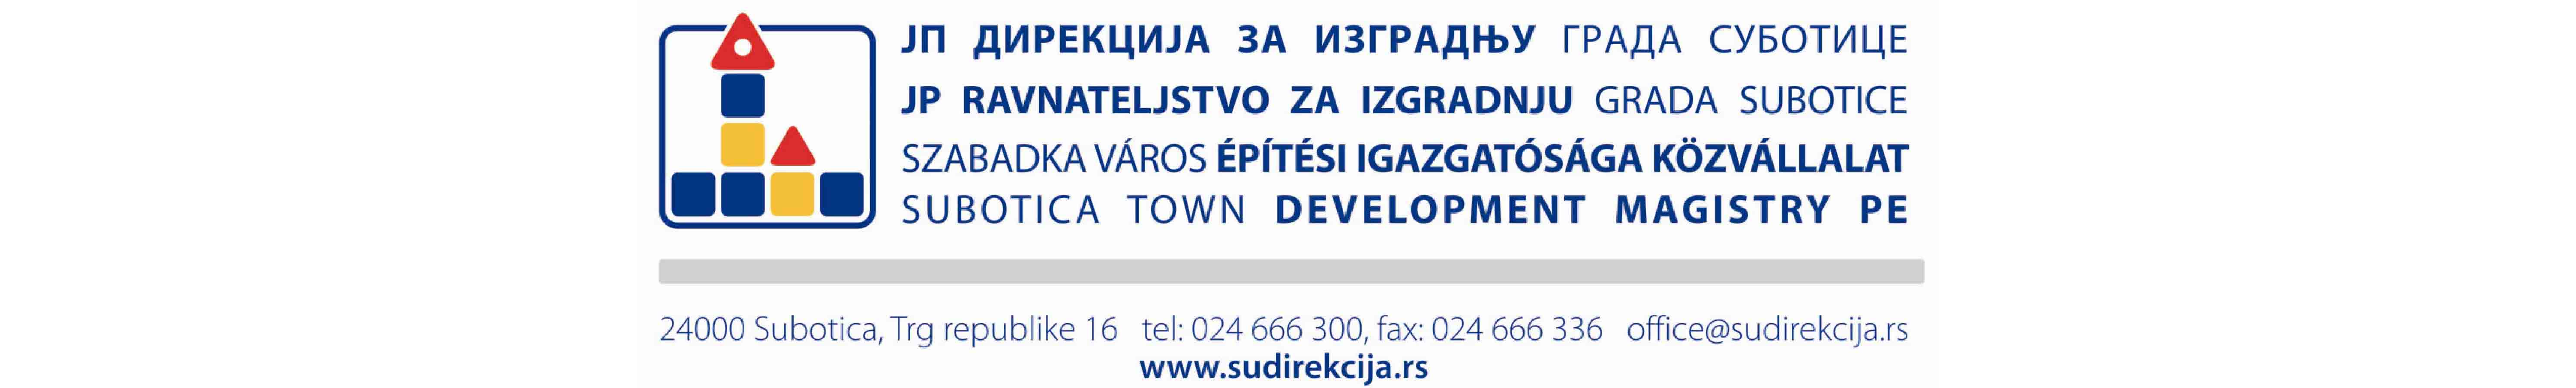 ЈП ДИРЕКЦИЈА ЗА ИЗГРАДЊУ ГРАДА СУБОТИЦЕ
JP RAVNATELJSTVO ZA IZGRADNJU GRADA SUBOTICE
SZABADKA VÁROS ÉPÍTÉSI IGAZGATÓSÁGA KÖZVÁLLALAT
SUBOTICA TOWN DEVELOPMENT MAGISTRY PE
24000 Subotica, Trg republike 16 tel: 024 666 300, fax: 024 666 336 office@sudirekcija.rs
www.sudirekcija.rs